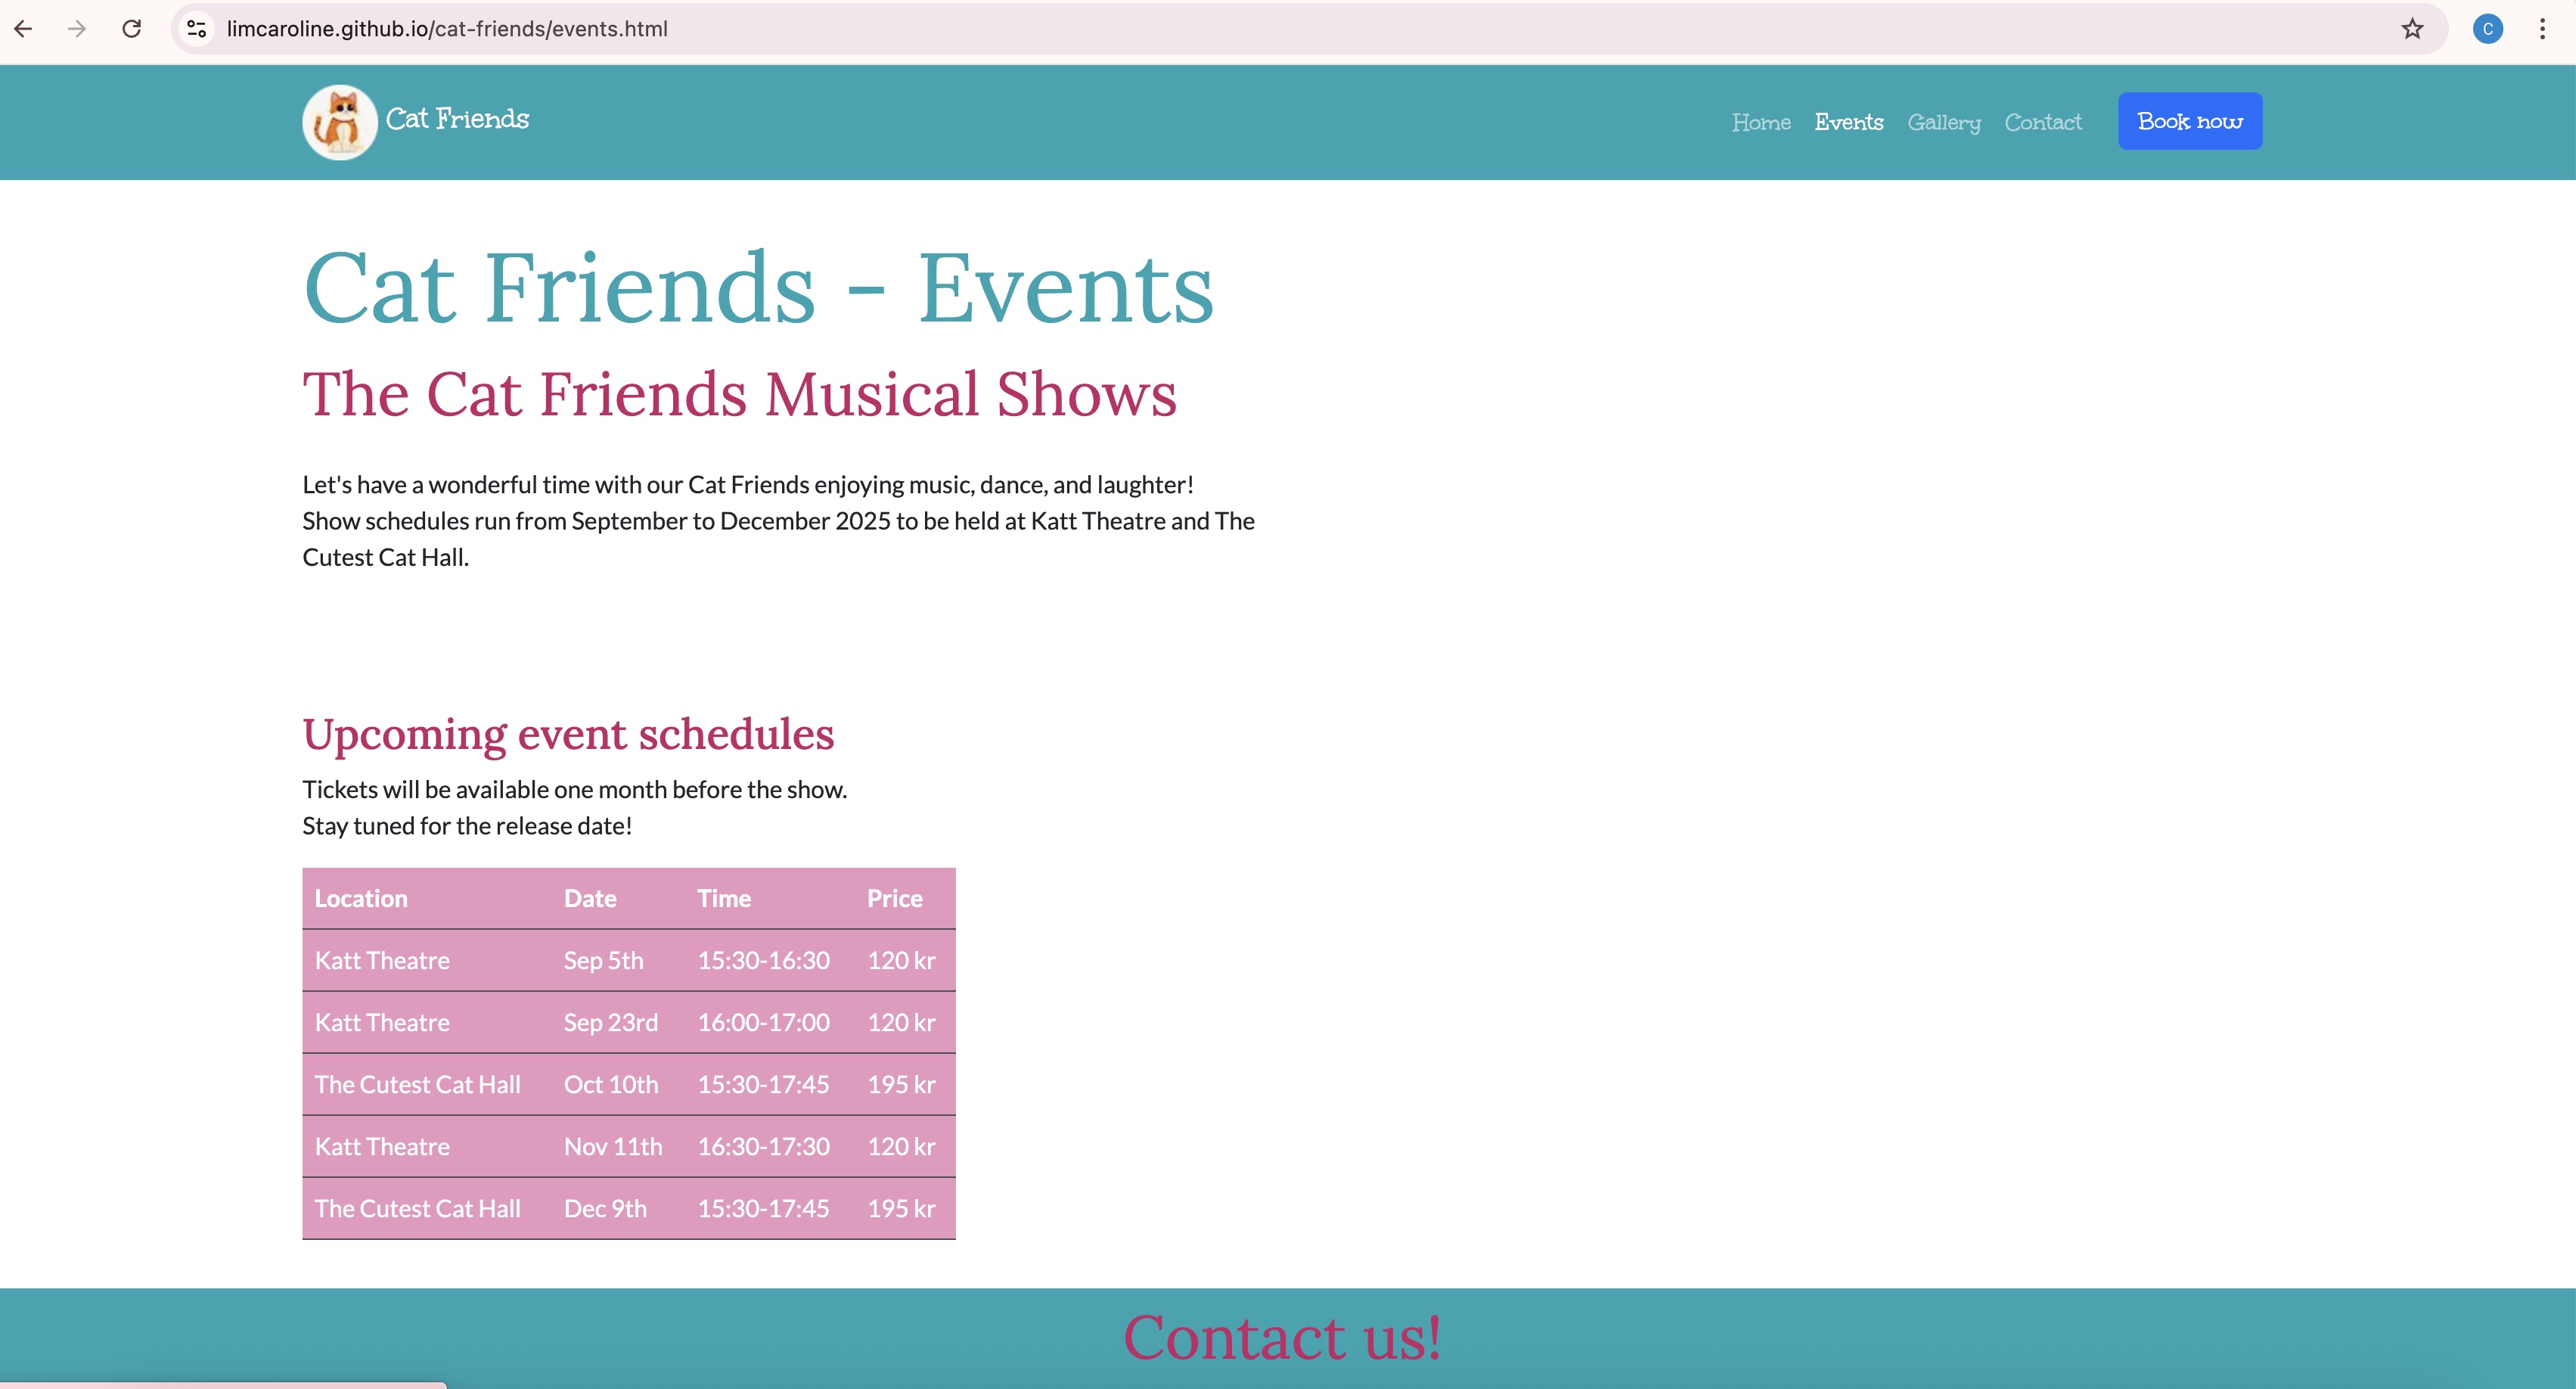 limcaroline.github.io/cat-friends/events.html
C
Cat Friends
Home Events Gallery Contact Book now
Cat Friends - Events
The Cat Friends Musical Shows
Let's have a wonderful time with our Cat Friends enjoying music, dance, and laughter!
Show schedules run from September to December 2025 to be held at Katt Theatre and The
Cutest Cat Hall.
Upcoming event schedules
Tickets will be available one month before the show.
Stay tuned for the release date!
Location Date Time Price
Katt Theatre Sep 5th 15:30-16:30 120 kr
Katt Theatre Sep 23rd 16:00-17:00 120 kr
The Cutest Cat Hall Oct 10th 15:30-17:45 195 kr
Katt Theatre Nov 11th 16:30-17:30 120 kr
The Cutest Cat Hall Dec 9th 15:30-17:45 195 kr
Contact us!